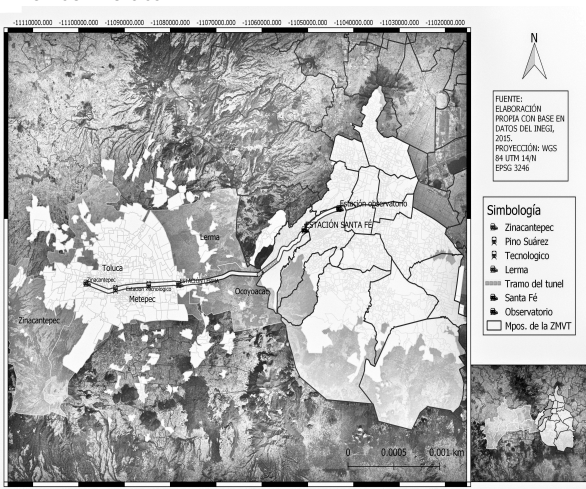 -11110000.000 -11100000.000 -11090000.000 -11080000.000 -11070000.000 -11060000.000 -11050000.000 -11040000.000 -11030000.000 -11020000.000
N
FUENTE:
ELABORACIÓN
PROPIA CON BASE EN
DATOS DEL INEGI,
2015.
PROYECCIÓN: WGS
84 UTM 14/N
EPSG 3246
Estación observatorio
ESTACIÓN SANTA FÉ
Lerma
Toluca
Zinacantepec
Estación Tecnologico
Metepec
Ocoyoacac
Zinacantepec
Simbología
Zinacantepec
Pino Suárez
Tecnologico
Lerma
Tramo del tunel
Santa Fé
Observatorio
Mpos. de la ZMVT
0 0.0005 0.001 km